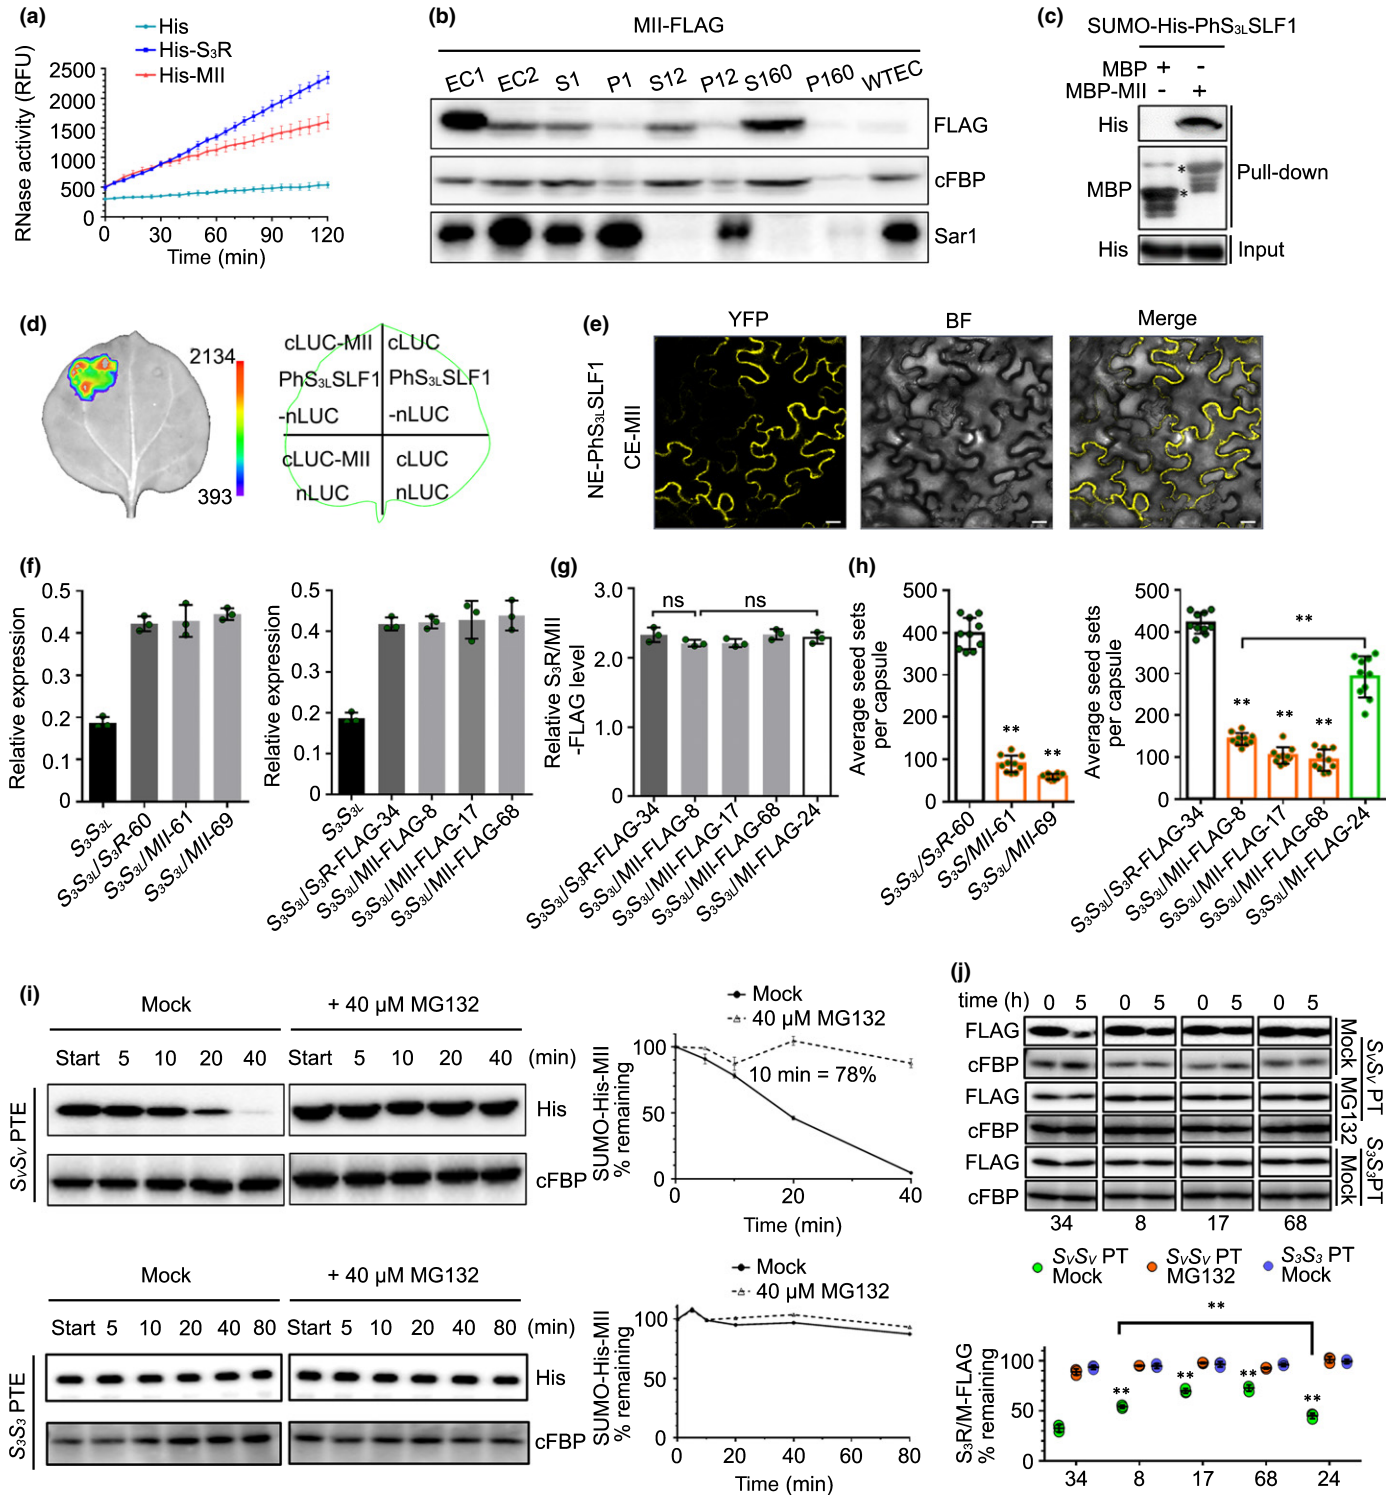 (a)
His
His-S3R
His-MII
RNase activity (RFU)
2500
2000
1500
1000
500
0
0 30 60 90 120
Time (min)
(b)
MII-FLAG
EC1 EC2 S1 P1 S12 P12 S160 P160 WTEC
FLAG
cFBP
Sar1
(c)
SUMO-His-PhS3LSLF1
MBP + -
MBP-MII - +
His
MBP
*
*
Pull-down
His
Input
(d)
2134
393
cLUC-MII cLUC
PhS3LSLF1 PhS3LSLF1
-nLUC -nLUC
cLUC-MII cLUC
nLUC nLUC
(e)
YFP BF Merge
NE-PhS3LSLF1
CE-MII
(f)
Relative expression
0.5
0.4
0.3
0.2
0.1
0
S3S3L
S3S3L/S3R-60
S3S3L/MII-61
S3S3L/MII-69
Relative expression
0.5
0.4
0.3
0.2
0.1
0
S3S3L
S3S3L/S3R-FLAG-34
S3S3L/MII-FLAG-8
S3S3L/MII-FLAG-17
S3S3L/MII-FLAG-68
(g)
Relative S3R/MII
-FLAG level
3.0
2.0
1.0
0
ns ns
S3S3L/S3R-FLAG-34
S3S3L/MII-FLAG-8
S3S3L/MII-FLAG-17
S3S3L/MII-FLAG-68
S3S3L/MI-FLAG-24
(h)
Average seed sets
per capsule
500
400
300
200
100
0
**
**
S3S3L/S3R-60
S3S/MII-61
S3S3L/MII-69
Average seed sets
per capsule
500
400
300
200
100
0
**
**
**
**
S3S3L/S3R-FLAG-34
S3S3L/MII-FLAG-8
S3S3L/MII-FLAG-17
S3S3L/MII-FLAG-68
S3S3L/MI-FLAG-24
(i)
Mock + 40 µM MG132
Start 5 10 20 40 Start 5 10 20 40 (min)
SVSV PTE
His
cFBP
Mock
40 µM MG132
SUMO-His-MII
% remaining
100
50
0
10 min = 78%
0 20 40
Time (min)
Mock + 40 µM MG132
Start 5 10 20 40 80 Start 5 10 20 40 80 (min)
S3S3 PTE
His
cFBP
Mock
40 µM MG132
SUMO-His-MII
% remaining
100
50
0
0 20 40 60 80
Time (min)
(j)
time (h) 0 5 0 5 0 5 0 5
FLAG
cFBP
FLAG
cFBP
FLAG
cFBP
Mock
MG132
SVSV PT
Mock
S3S3PT
34 8 17 68
SVSV PT
Mock
SVSV PT
MG132
S3S3 PT
Mock
S3R/M-FLAG
% remaining
100
50
0
**
**
**
**
**
34 8 17 68 24